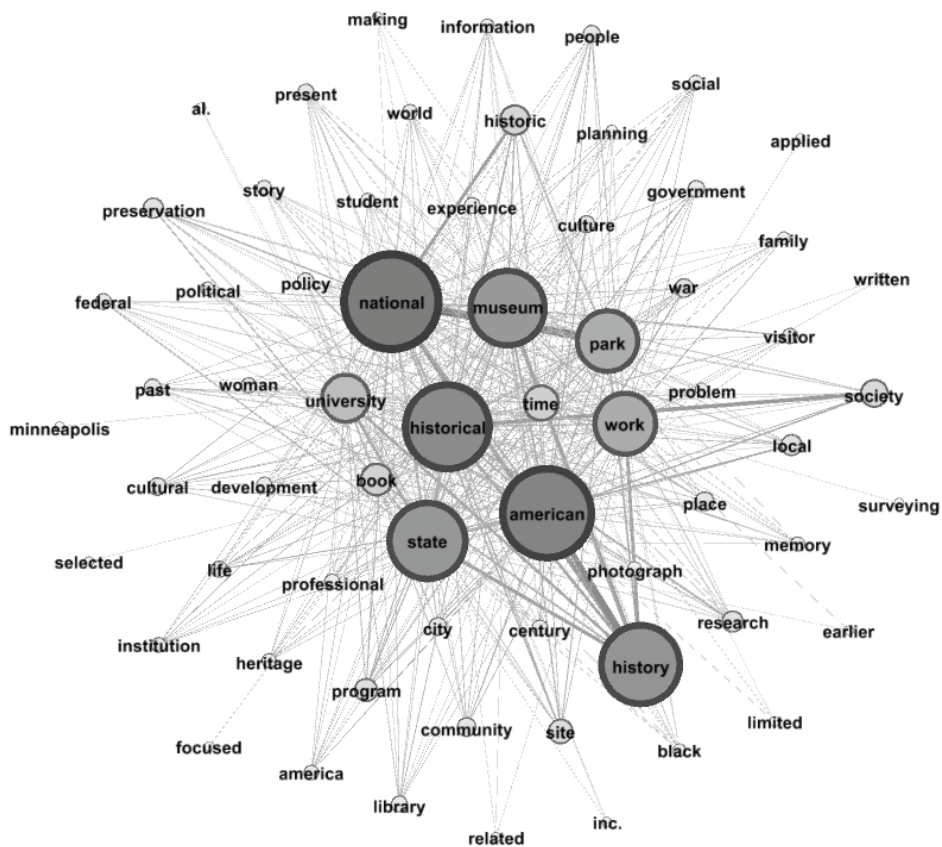 making
information
people
present
social
al.
world
historic
planning
applied
story
student
government
preservation
experience
culture
family
federal
political
policy
national
museum
war
written
park
visitor
past
woman
university
time
problem
society
minneapolis
historical
work
local
cultural
development
book
american
place
surveying
state
memory
selected
life
professional
photograph
institution
heritage
city
century
research
earlier
history
program
community
site
limited
focused
america
black
library
related
inc.